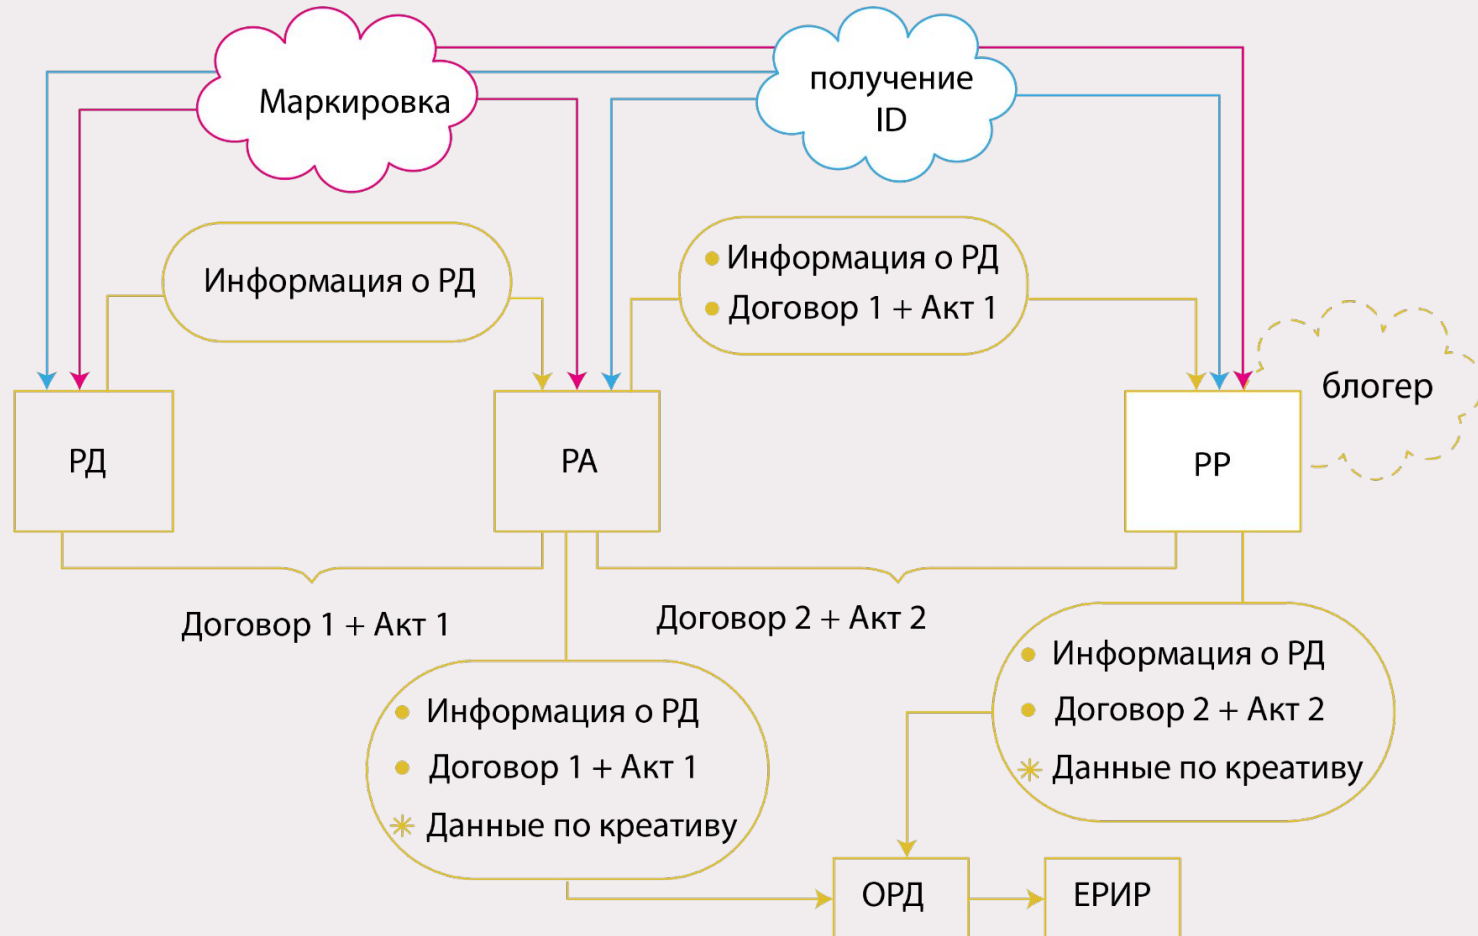 Маркировка
получение
ID
Информация о РД
Информация о РД
Договор 1 + Акт 1
блогер
РД
РА
РР
Договор 1 + Акт 1
Договор 2 + Акт 2
Информация о РД
Договор 1 + Акт 1
Данные по креативу
Информация о РД
Договор 2 + Акт 2
Данные по креативу
ОРД
ЕРИР